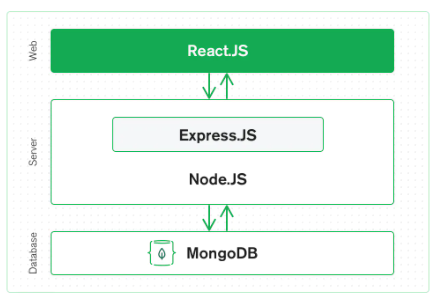 Web
React.JS
Server
Express.JS
Node.JS
Database
MongoDB